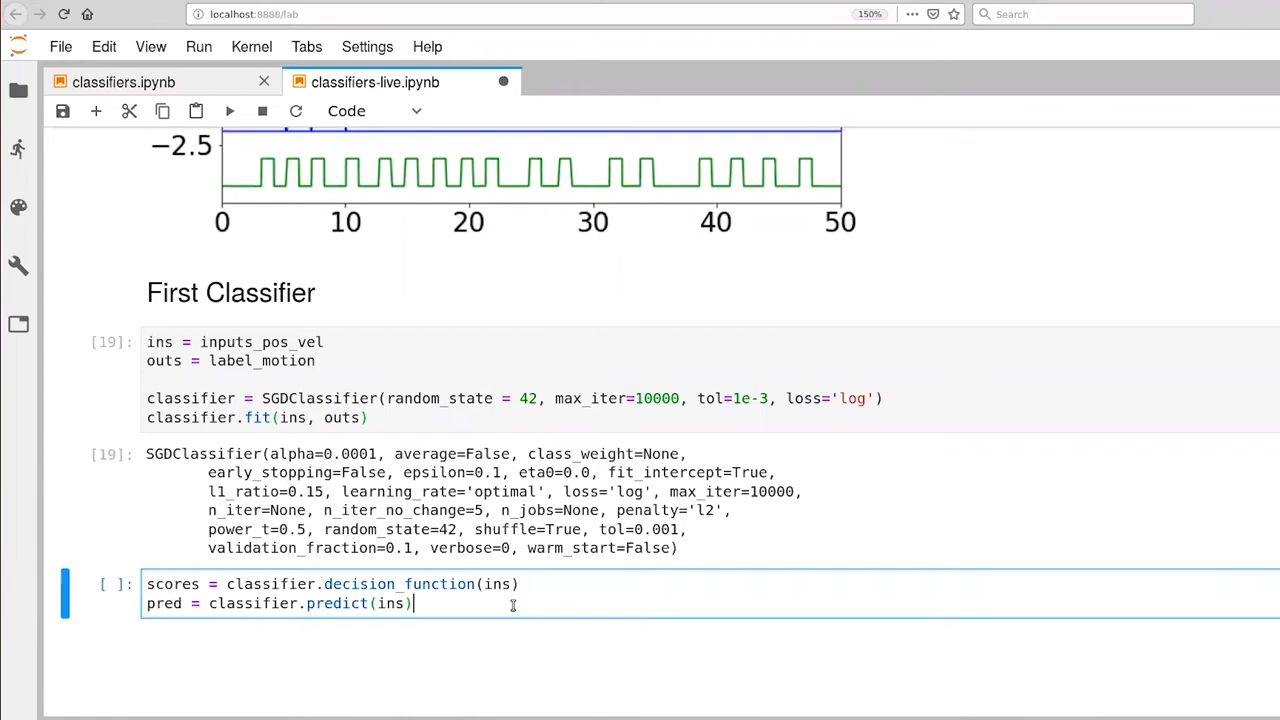 localhost:8888/lab
150%
Search
File Edit View Run Kernel Tabs Settings Help
classifiers.ipynb
classifiers-live.ipynb
Code
−2.5
0 10 20 30 40 50
First Classifier
[19]: ins = inputs_pos_vel
outs = label_motion
classifier = SGDClassifier(random_state = 42, max_iter=10000, tol=1e-3, loss='log')
classifier.fit(ins, outs)
[19]: SGDClassifier(alpha=0.0001, average=False, class_weight=None,
early_stopping=False, epsilon=0.1, eta0=0.0, fit_intercept=True,
l1_ratio=0.15, learning_rate='optimal', loss='log', max_iter=10000,
n_iter=None, n_iter_no_change=5, n_jobs=None, penalty='l2',
power_t=0.5, random_state=42, shuffle=True, tol=0.001,
validation_fraction=0.1, verbose=0, warm_start=False)
[ ]: scores = classifier.decision_function(ins)
pred = classifier.predict(ins)